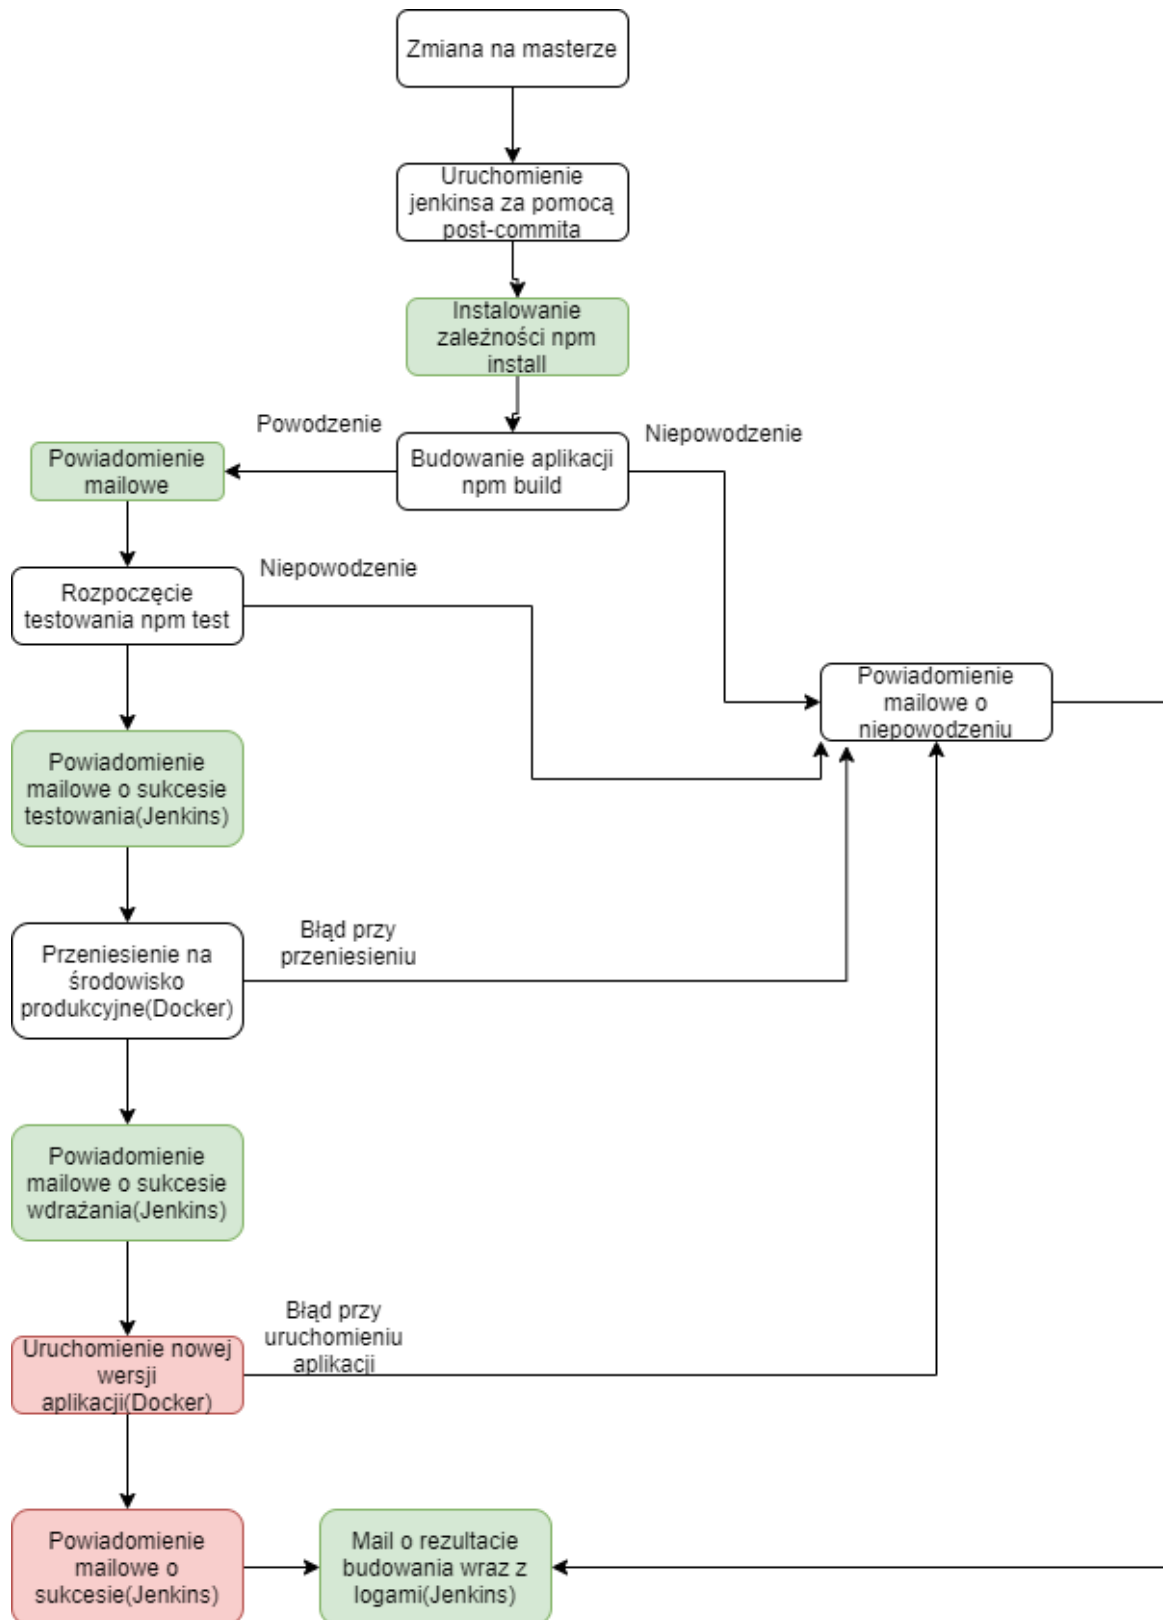 Zmiana na masterze
Uruchomienie
jenkinsa za pomocą
post-commita
Instalowanie
zależności npm
install
Powodzenie
Niepowodzenie
Budowanie aplikacji
npm build
Powiadomienie
mailowe
Niepowodzenie
Rozpoczęcie
testowania npm test
Powiadomienie
mailowe o
niepowodzeniu
Powiadomienie
mailowe o sukcesie
testowania(Jenkins)
Błąd przy
przeniesieniu
Przeniesienie na
środowisko
produkcyjne(Docker)
Powiadomienie
mailowe o sukcesie
wdrażania(Jenkins)
Błąd przy
uruchomieniu
aplikacji
Uruchomienie nowej
wersji
aplikacji(Docker)
Powiadomienie
mailowe o
sukcesie(Jenkins)
Mail o rezultacie
budowania wraz z
logami(Jenkins)